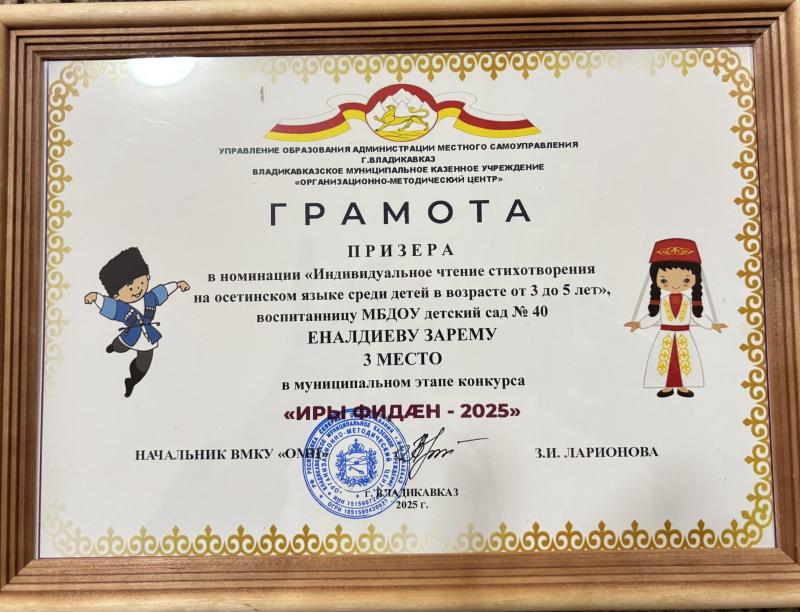 УПРАВЛЕНИЕ ОБРАЗОВАНИЯ АДМИНИСТРАЦИИ МЕСТНОГО САМОУПРАВЛЕНИЯ
Г.ВЛАДИКАВКАЗ
ВЛАДИКАВКАЗСКОЕ МУНИЦИПАЛЬНОЕ КАЗЕННОЕ УЧРЕЖДЕНИЕ
«ОРГАНИЗАЦИОННО-МЕТОДИЧЕСКИЙ ЦЕНТР»
ГРАМОТА
ПРИЗЕРА
в номинации «Индивидуальное чтение стихотворения
на осетинском языке среди детей в возрасте от 3 до 5 лет»,
воспитанницу МБДОУ детский сад № 40
ЕНАЛДИЕВУ ЗАРЕМУ
3 МЕСТО
в муниципальном этапе конкурса
«ИРЫ ФИДÆН - 2025»
НАЧАЛЬНИК ВМКУ «ОМЦ» З.И. ЛАРИОНОВА
г. ВЛАДИКАВКАЗ
2025 г.